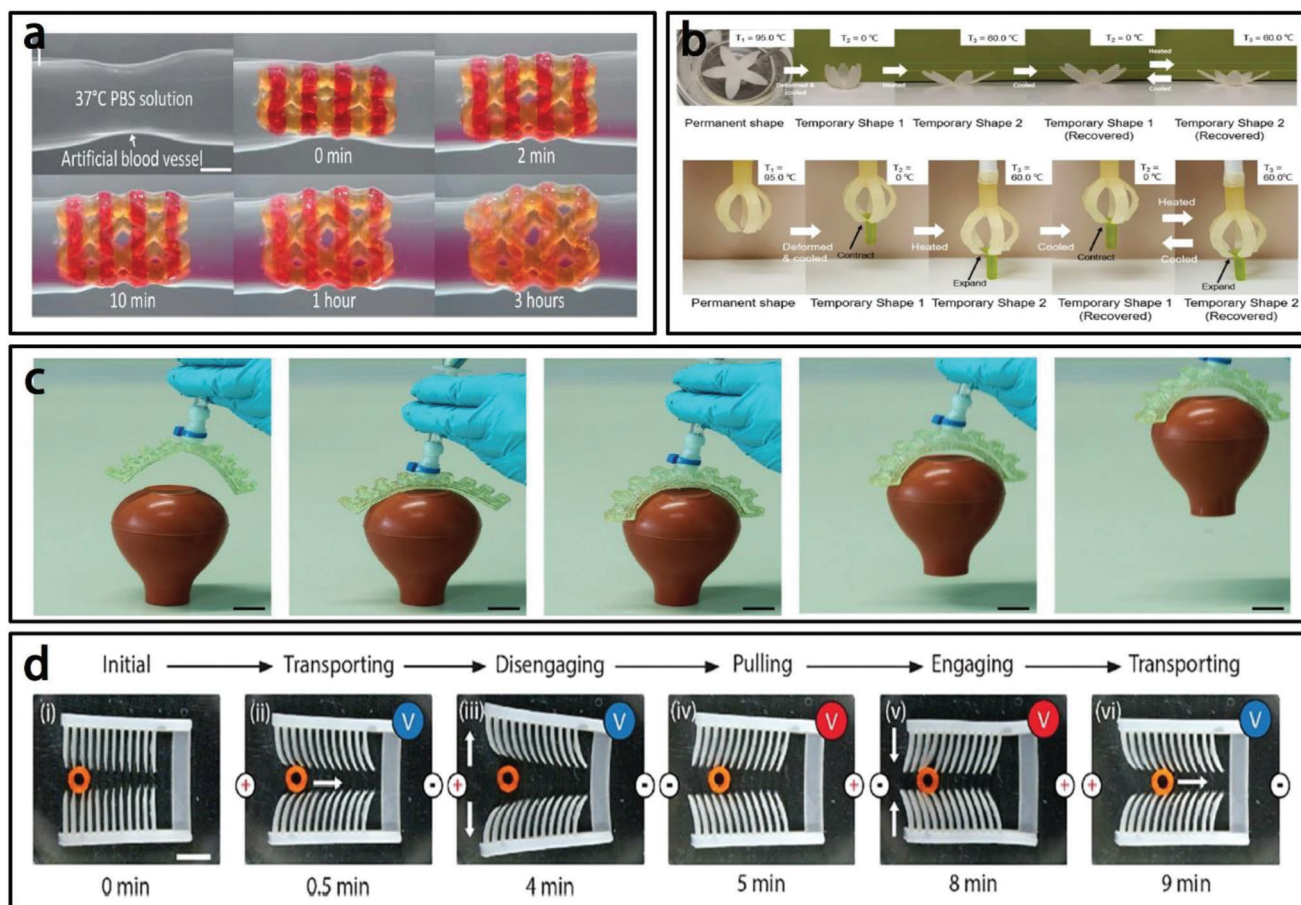 a
37°C PBS solution
Artificial blood vessel
0 min
2 min
10 min
1 hour
3 hours
b
T₁ = 95.0 ℃
T₂ = 0 ℃
T₃ = 60.0 ℃
T₂ = 0 ℃
T₃ = 60.0 ℃
Deformed & cooled
Heated
Cooled
Heated
Cooled
Permanent shape
Temporary Shape 1
Temporary Shape 2
Temporary Shape 1
(Recovered)
Temporary Shape 2
(Recovered)
T₁ = 95.0 ℃
T₂ = 0 ℃
T₃ = 60.0 ℃
T₂ = 0 ℃
T₃ = 60.0℃
Deformed
& cooled
Contract
Heated
Expand
Cooled
Contract
Heated
Cooled
Expand
Permanent shape
Temporary Shape 1
Temporary Shape 2
Temporary Shape 1
(Recovered)
Temporary Shape 2
(Recovered)
c
d
Initial
Transporting
Disengaging
Pulling
Engaging
Transporting
(i)
(ii)
V
(iii)
V
(iv)
V
(v)
V
(vi)
V
+
-
+
-
-
+
-
+
+
-
0 min
0.5 min
4 min
5 min
8 min
9 min